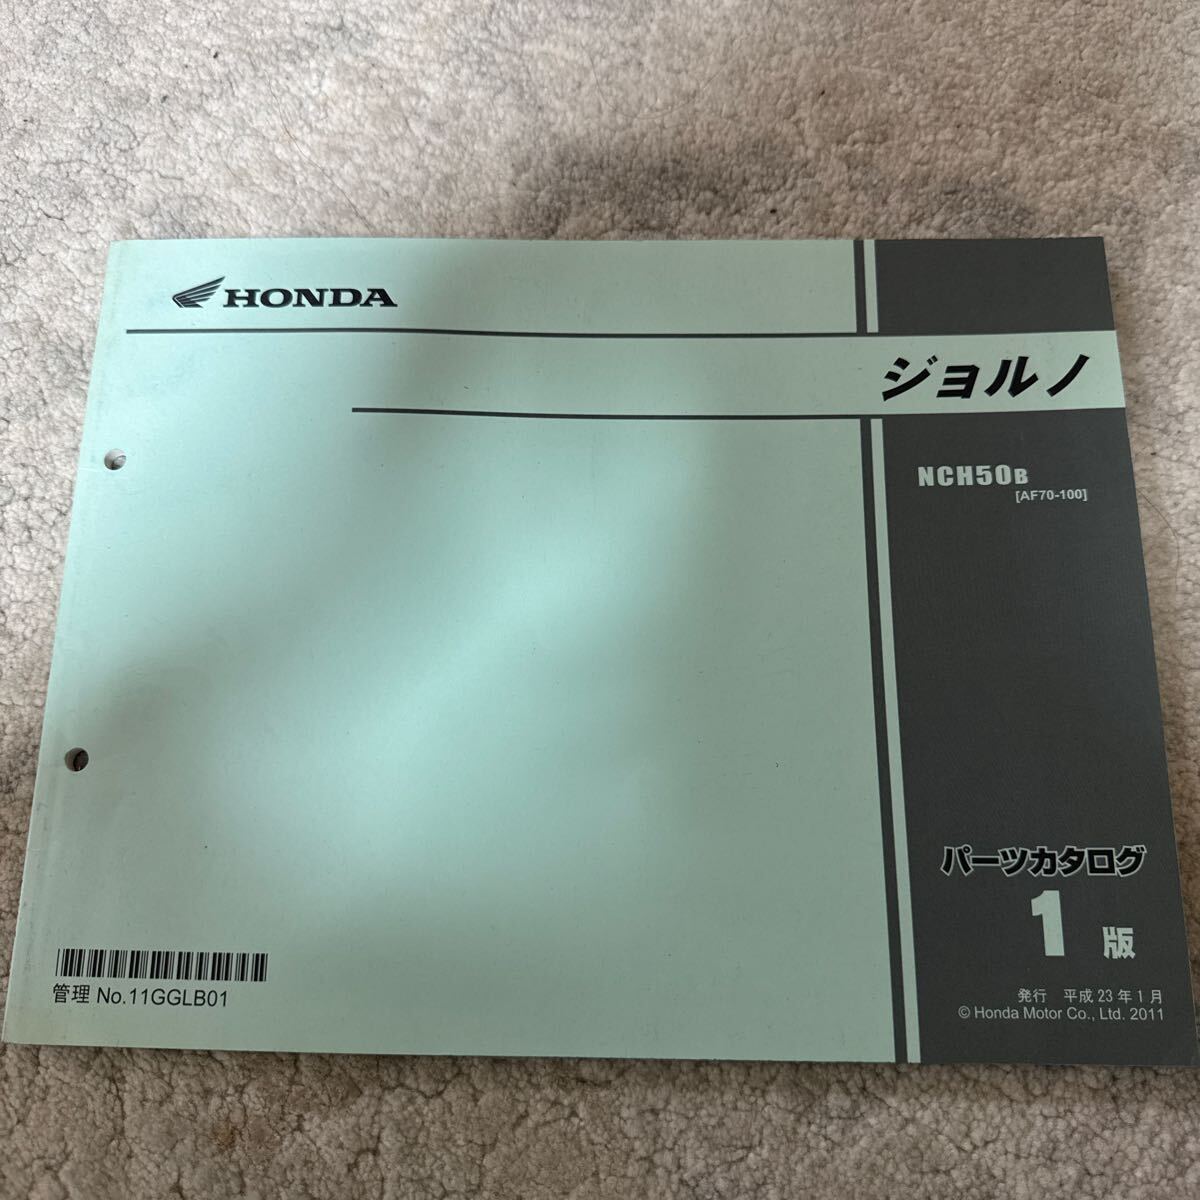 HONDA
ジョルノ
NCH50B
[AF70-100]
パーツカタログ
1版
管理 No.11GGLB01
発行 平成23年1月
© Honda Motor Co., Ltd. 2011